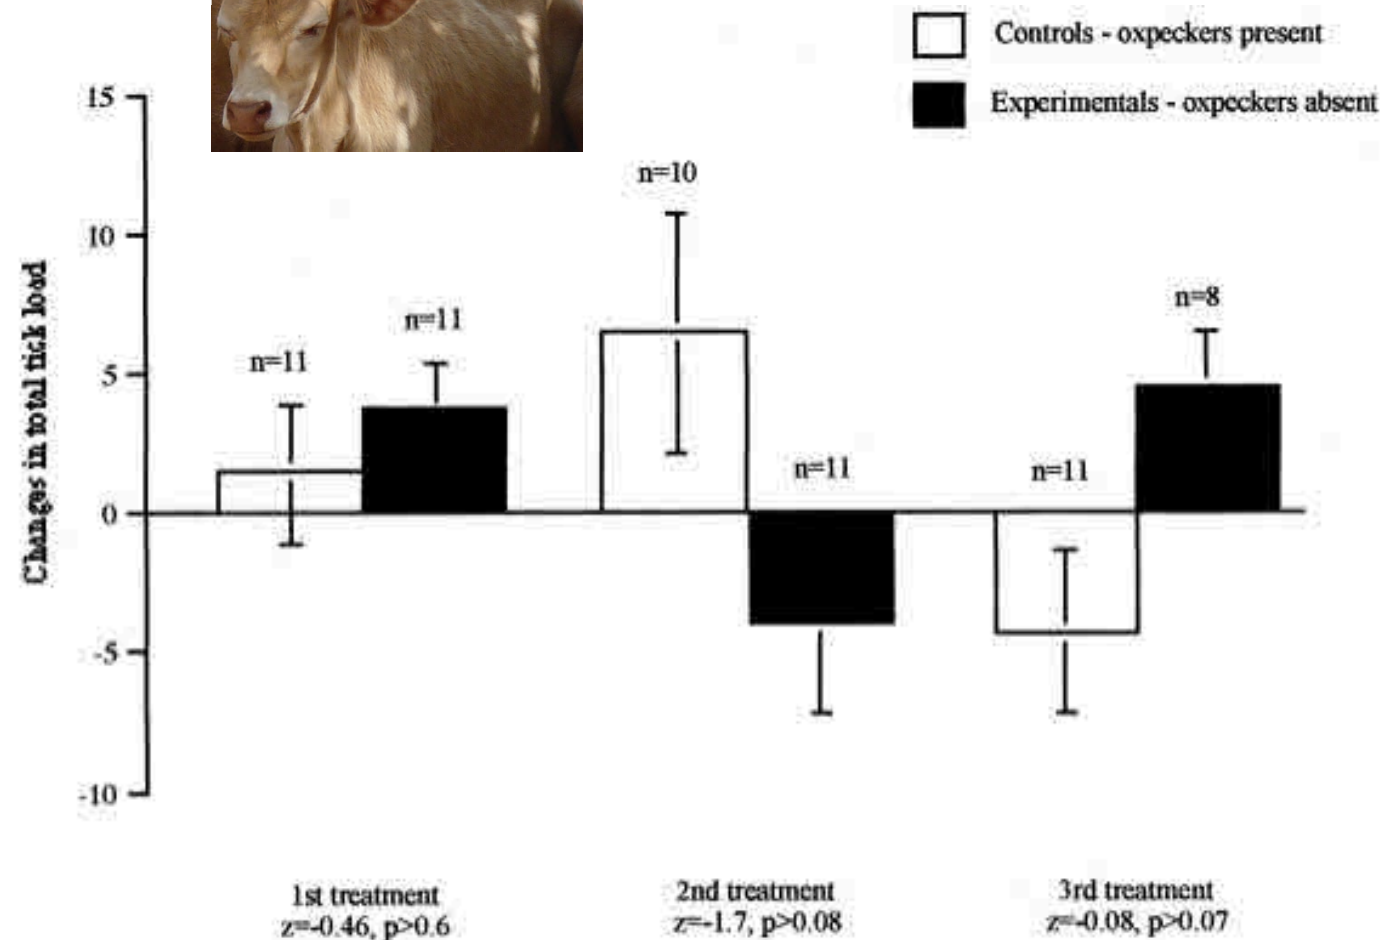 Controls - oxpeckers present
Experimentals - oxpeckers absent
Changes in total tick load
15
10
5
0
-5
-10
n=11
n=11
n=10
n=11
n=11
n=8
1st treatment
z=-0.46, p>0.6
2nd treatment
z=-1.7, p>0.08
3rd treatment
z=-0.08, p>0.07